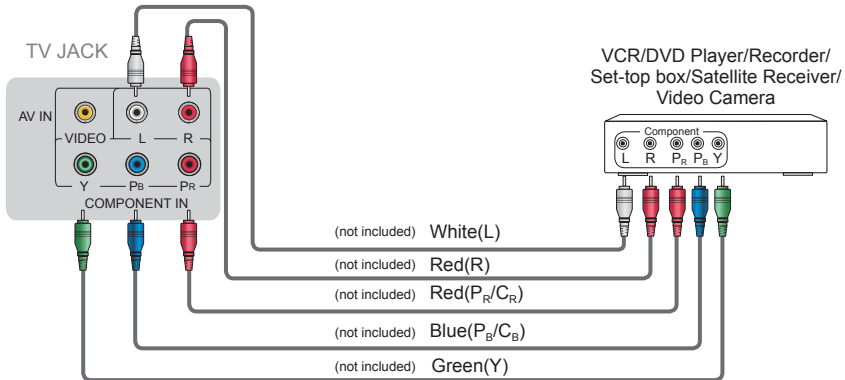 TV JACK
VCR/DVD Player/Recorder/
Set-top box/Satellite Receiver/
Video Camera
AV IN
VIDEO L R
Y PB PR
COMPONENT IN
Component
L R PR PB Y
(not included) White(L)
(not included) Red(R)
(not included) Red(PR/CR)
(not included) Blue(PB/CB)
(not included) Green(Y)